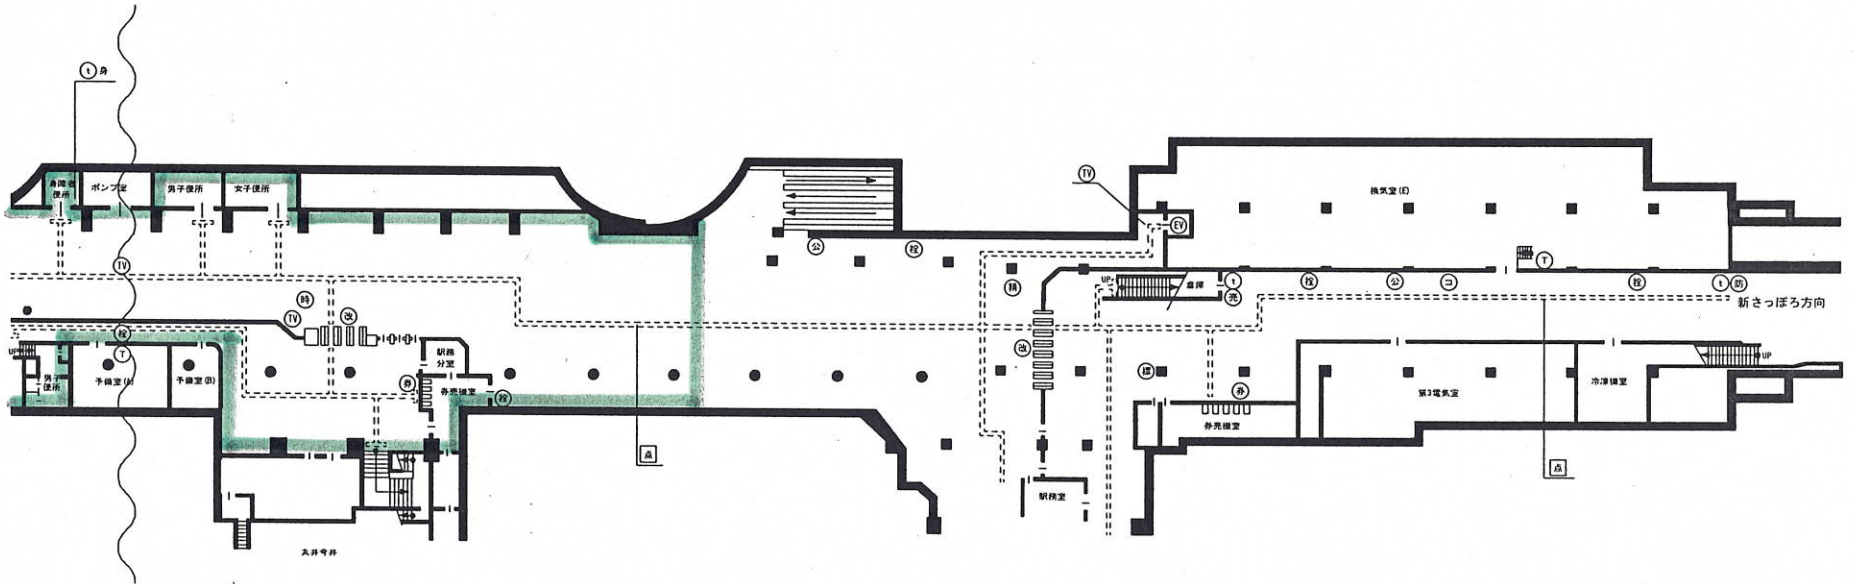 t 身
身障者
便所
ポンプ室
男子便所
女子便所
TV
TV
時
改
栓
T
UP
男子
便所
予備室(A)
予備室(B)
駅務
分室
券
券売機室
栓
点
丸井今井
公
栓
TV
EV
換気室(E)
精
UP
倉庫
t
売
栓
公
コ
T
栓
t 防
新さっぽろ方向
改
標
券
券売機室
駅務室
第3電気室
冷凍機室
UP
点